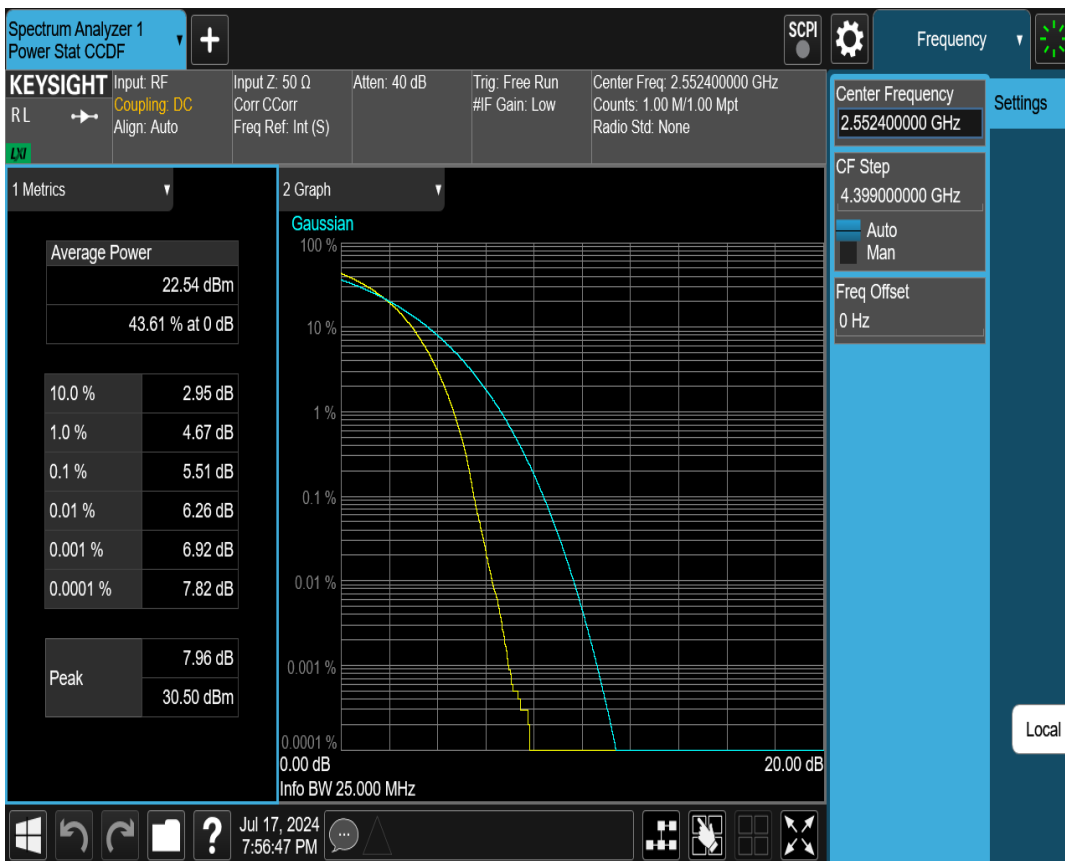 Spectrum Analyzer 1
Power Stat CCDF
SCPI
Frequency
KEYSIGHT
RL
LXI
Input: RF
Coupling: DC
Align: Auto
Input Z: 50 Ω
Corr CCorr
Freq Ref: Int (S)
Atten: 40 dB
Trig: Free Run
#IF Gain: Low
Center Freq: 2.552400000 GHz
Counts: 1.00 M/1.00 Mpt
Radio Std: None
Center Frequency
2.552400000 GHz
Settings
CF Step
4.399000000 GHz
Auto
Man
Freq Offset
0 Hz
Local
1 Metrics
Average Power
22.54 dBm
43.61 % at 0 dB
10.0 % 2.95 dB
1.0 % 4.67 dB
0.1 % 5.51 dB
0.01 % 6.26 dB
0.001 % 6.92 dB
0.0001 % 7.82 dB
Peak
7.96 dB
30.50 dBm
2 Graph
Gaussian
100 %
10 %
1 %
0.1 %
0.01 %
0.001 %
0.0001 %
0.00 dB 20.00 dB
Info BW 25.000 MHz
?
Jul 17, 2024
7:56:47 PM